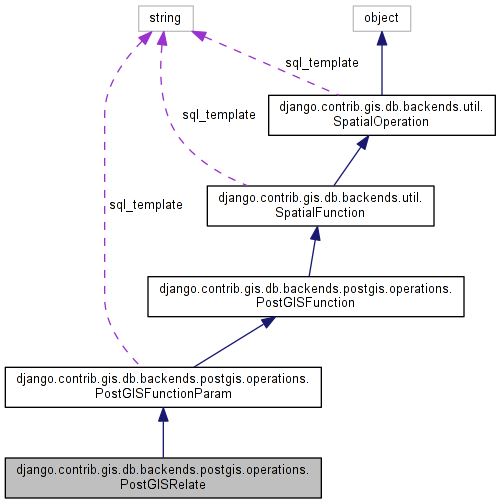 string
object
sql_template
django.contrib.gis.db.backends.util.
SpatialOperation
sql_template
django.contrib.gis.db.backends.util.
SpatialFunction
sql_template
django.contrib.gis.db.backends.postgis.operations.
PostGISFunction
django.contrib.gis.db.backends.postgis.operations.
PostGISFunctionParam
django.contrib.gis.db.backends.postgis.operations.
PostGISRelate